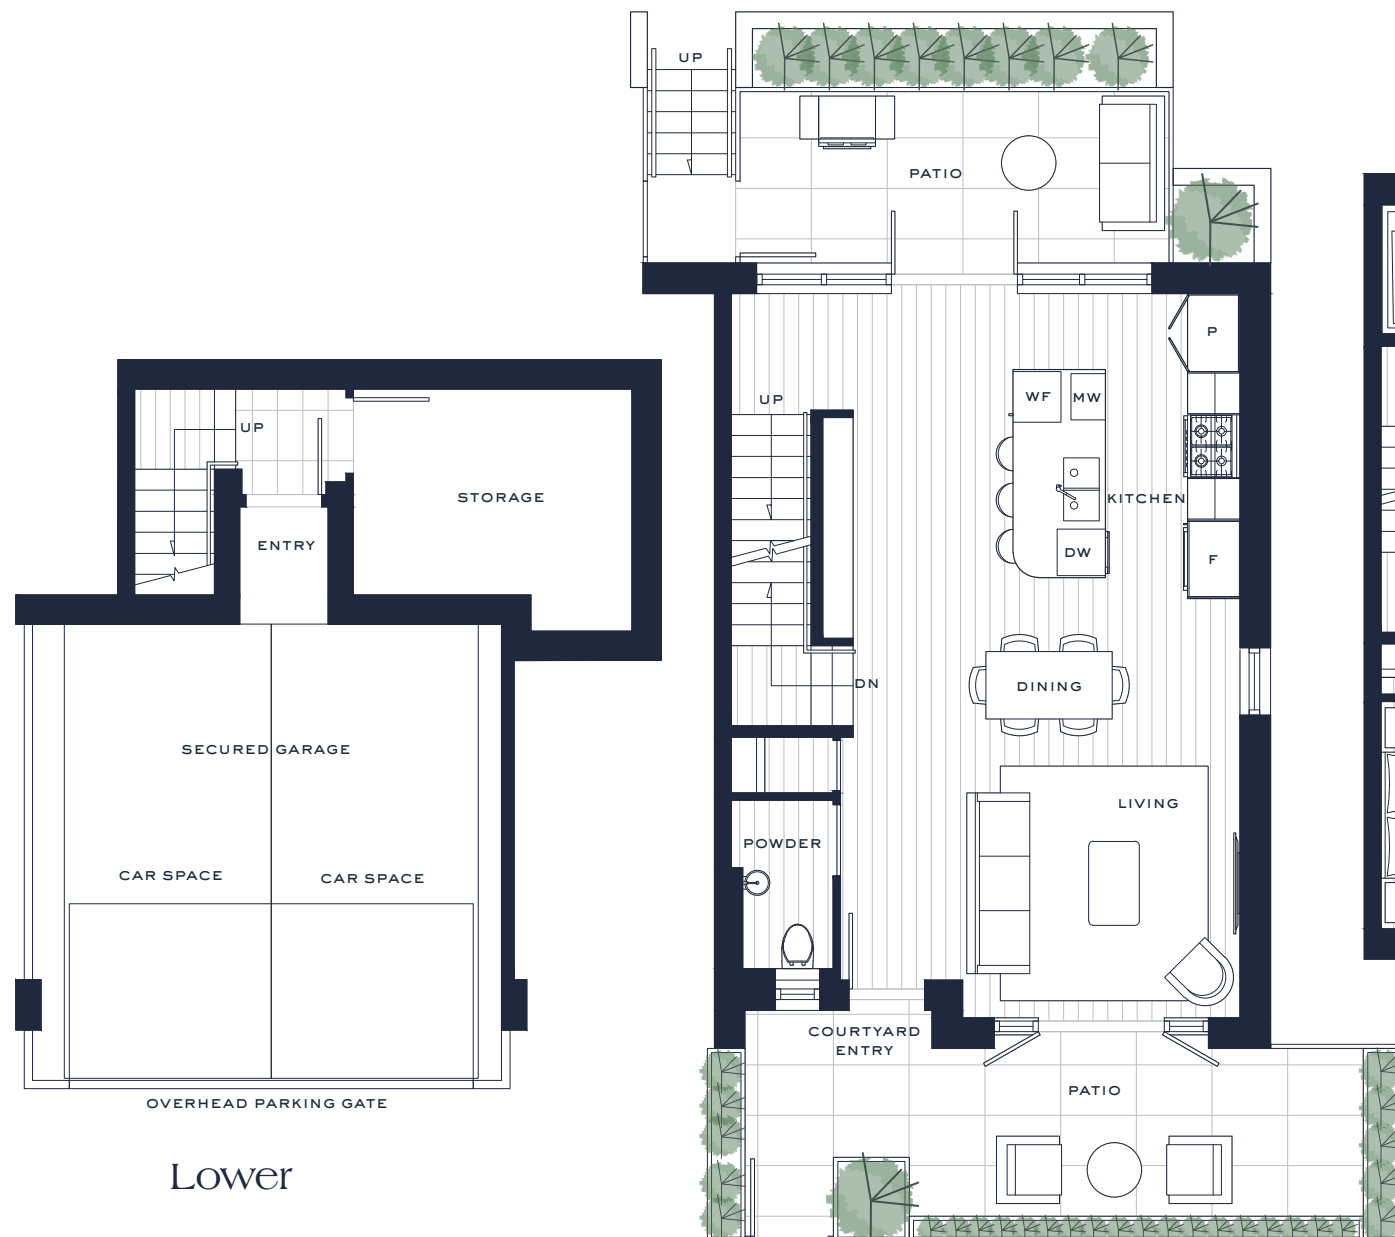 UP
PATIO
P
UP
WF
MW
UP
STORAGE
KITCHEN
ENTRY
DW
F
DN
DINING
SECURED GARAGE
LIVING
POWDER
CAR SPACE
CAR SPACE
COURTYARD
ENTRY
PATIO
OVERHEAD PARKING GATE
Lower